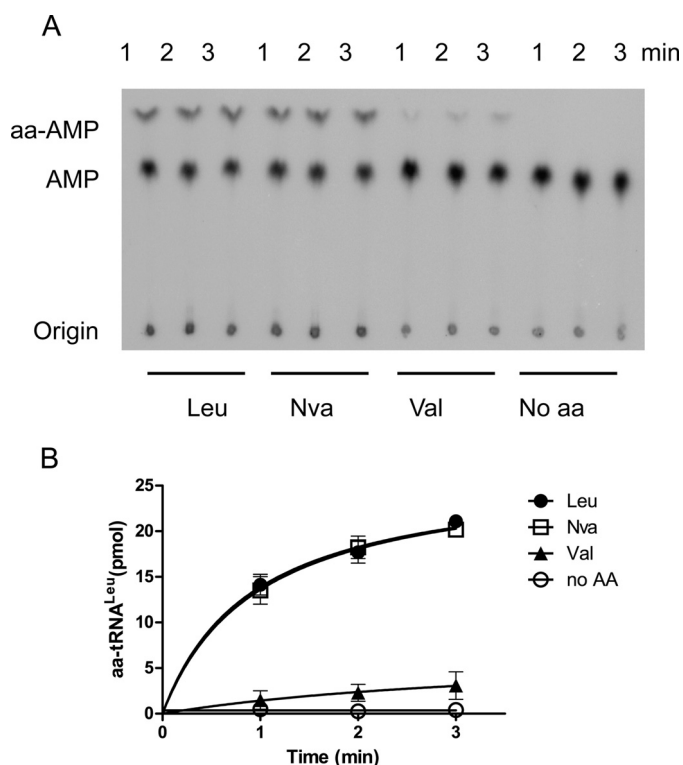 A
1 2 3 1 2 3 1 2 3 1 2 3 min
aa-AMP
AMP
Origin
Leu Nva Val No aa
B
25
20
15
10
5
0
aa-tRNA^Leu(pmol)
0 1 2 3
Time (min)
Leu
Nva
Val
no AA